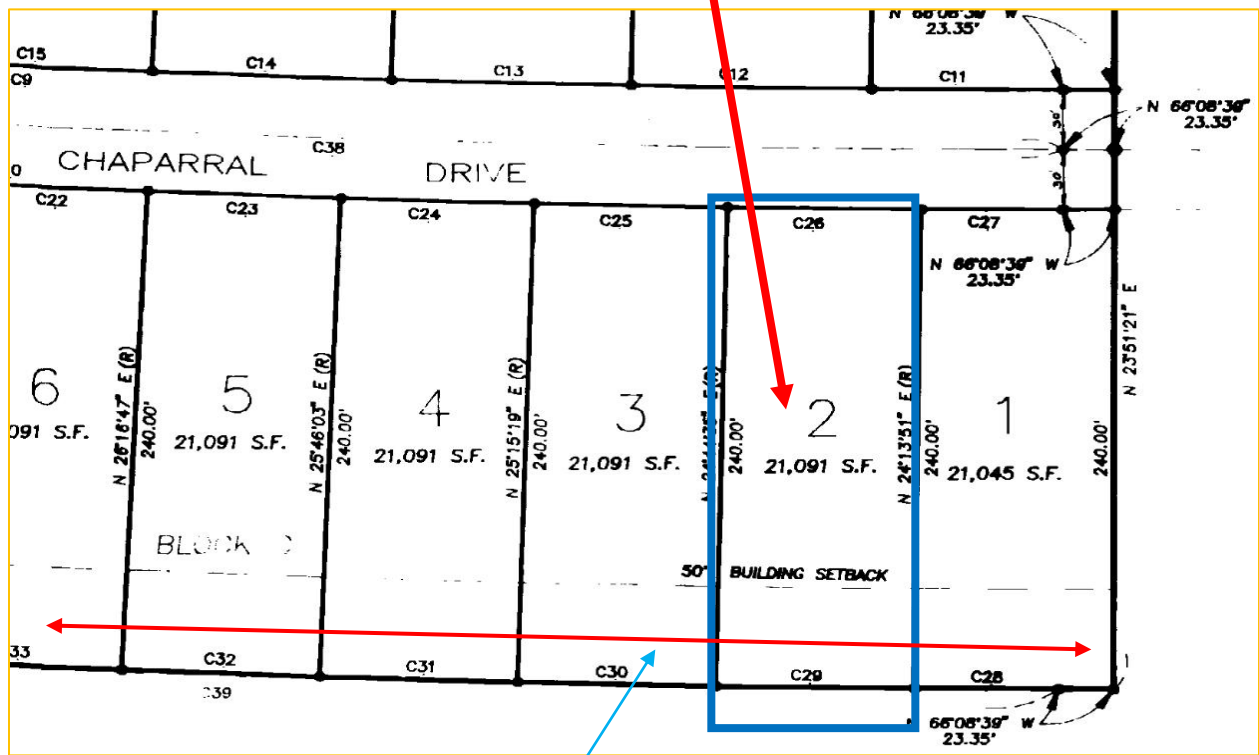 23.35'
C15
C14
C13
C12
C11
C9
N 66°08'39"
23.35'
30'
C38
CHAPARRAL DRIVE
30'
C22
C23
C24
C25
C26
C27
N 66°08'39" W
23.35'
N 23°51'21" E
6
5
4
3
2
1
091 S.F.
21,091 S.F.
21,091 S.F.
21,091 S.F.
21,091 S.F.
21,045 S.F.
N 26°16'47" E (R)
240.00'
N 25°46'03" E (R)
240.00'
N 25°15'19" E (R)
240.00'
240.00'
N 24°13'51" E (R)
240.00'
240.00'
BLOCK
50' BUILDING SETBACK
33
C32
C31
C30
C29
C28
66°08'39" W
23.35'